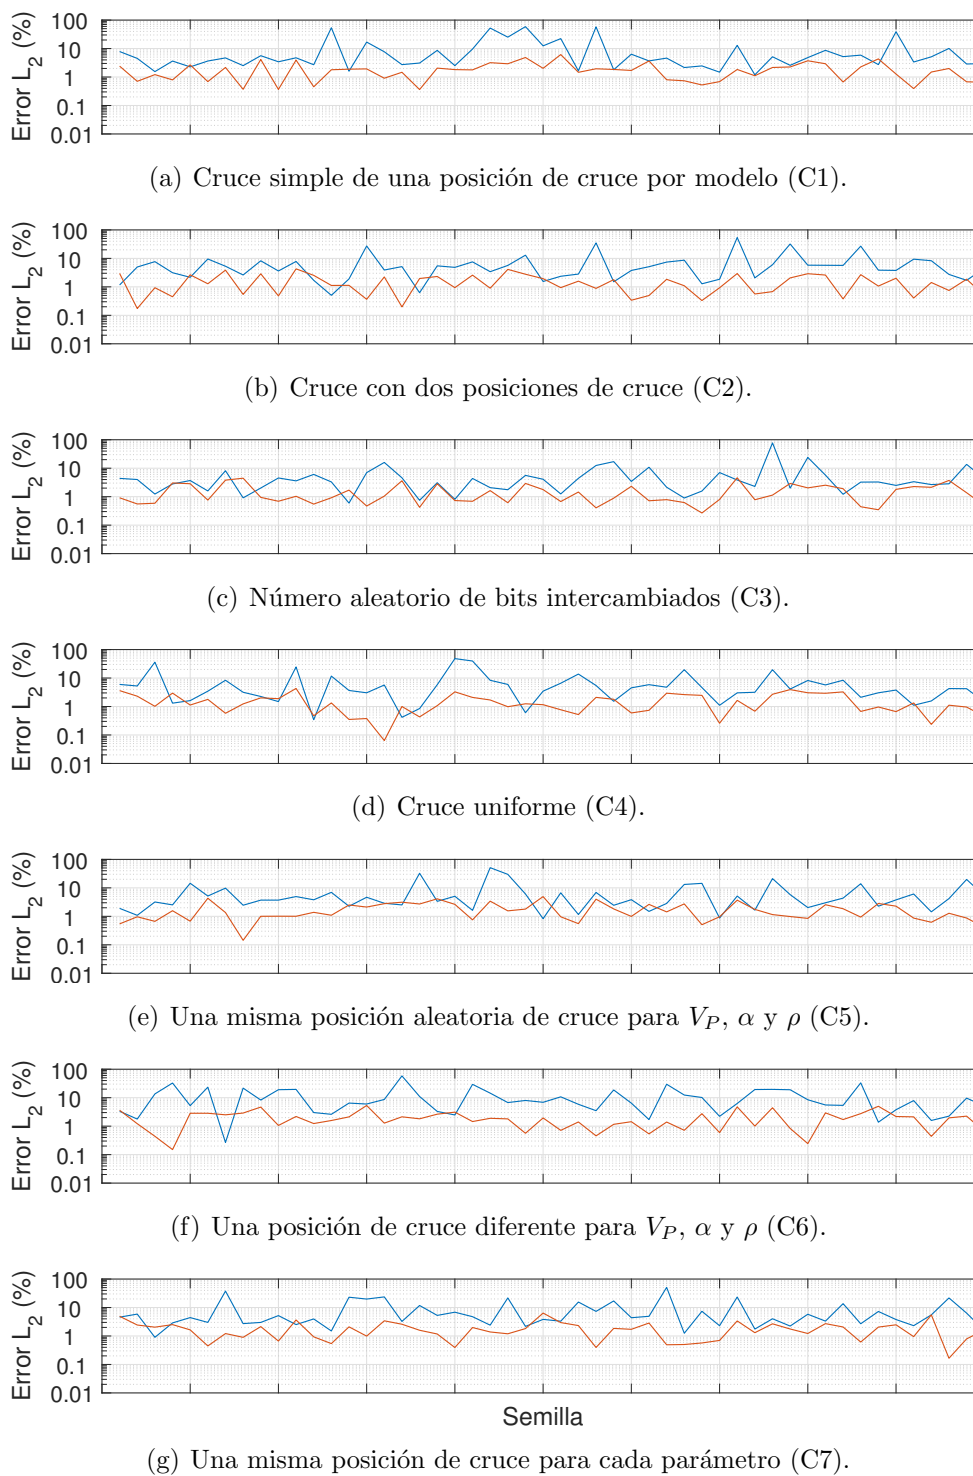 Error L2 (%)
100
10
1
0.1
0.01
(a) Cruce simple de una posición de cruce por modelo (C1).
Error L2 (%)
100
10
1
0.1
0.01
(b) Cruce con dos posiciones de cruce (C2).
Error L2 (%)
100
10
1
0.1
0.01
(c) Número aleatorio de bits intercambiados (C3).
Error L2 (%)
100
10
1
0.1
0.01
(d) Cruce uniforme (C4).
Error L2 (%)
100
10
1
0.1
0.01
(e) Una misma posición aleatoria de cruce para VP, α y ρ (C5).
Error L2 (%)
100
10
1
0.1
0.01
(f) Una posición de cruce diferente para VP, α y ρ (C6).
Error L2 (%)
100
10
1
0.1
0.01
Semilla
(g) Una misma posición de cruce para cada parámetro (C7).